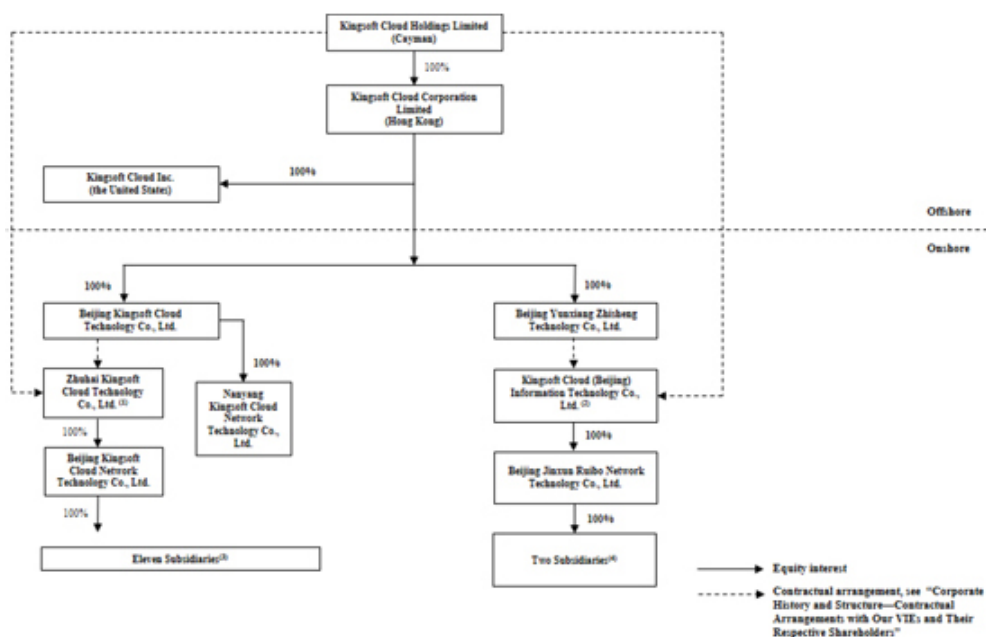 Kingsoft Cloud Holdings Limited
(Cayman)
100%
Kingsoft Cloud Corporation
Limited
(Hong Kong)
Kingsoft Cloud Inc.
(the United States)
100%
Offshore
Onshore
100%
100%
Beijing Kingsoft Cloud
Technology Co., Ltd.
Beijing Yunxiang Zhisheng
Technology Co., Ltd.
100%
Zhuhai Kingsoft
Cloud Technology
Co., Ltd. (1)
Nanyang
Kingsoft Cloud
Network
Technology Co.,
Ltd.
Kingsoft Cloud (Beijing)
Information Technology Co.,
Ltd. (2)
100%
100%
Beijing Kingsoft
Cloud Network
Technology Co., Ltd.
Beijing Jinxun Ruibo Network
Technology Co., Ltd.
100%
100%
Eleven Subsidiaries(3)
Two Subsidiaries(4)
Equity interest
Contractual arrangement, see "Corporate
History and Structure—Contractual
Arrangements with Our VIEs and Their
Respective Shareholders"